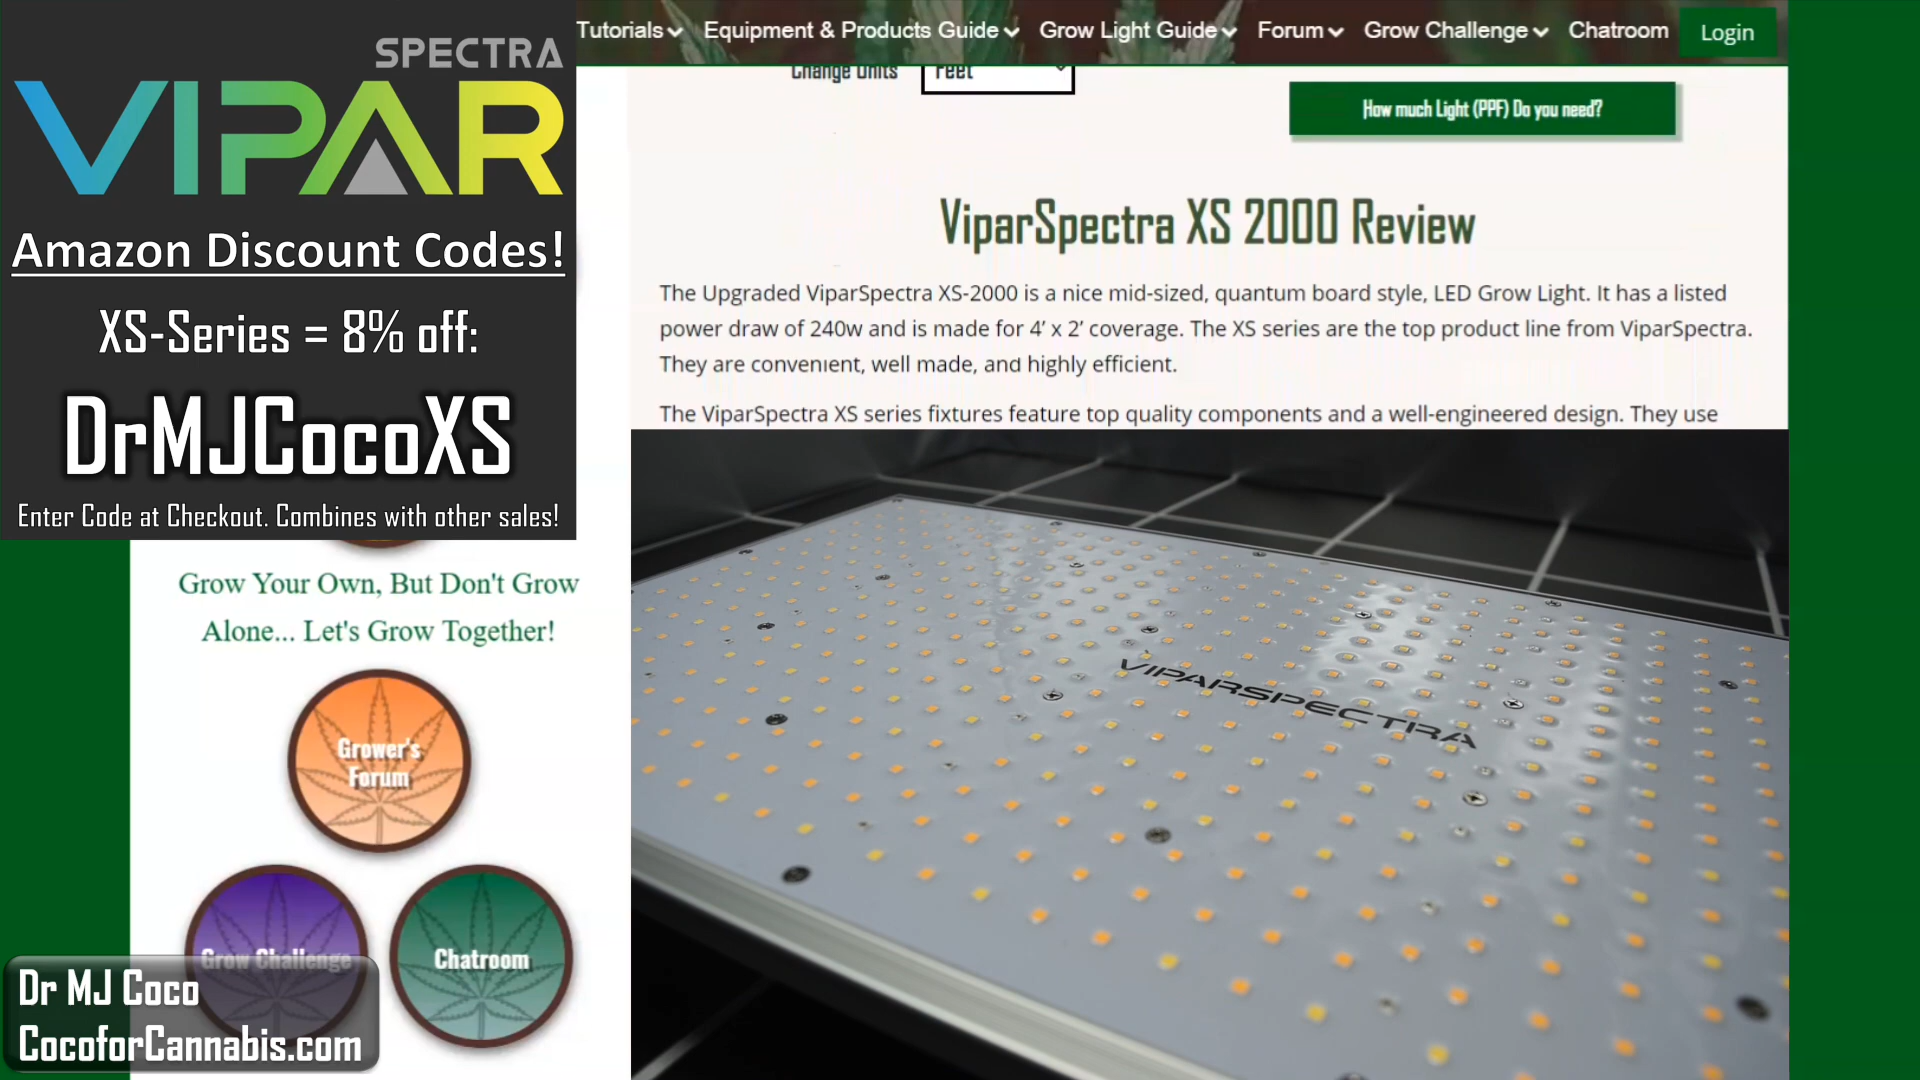 SPECTRA
VIPAR
Amazon Discount Codes!
XS-Series = 8% off:
DrMJCocoXS
Enter Code at Checkout. Combines with other sales!
Tutorials
Equipment & Products Guide
Grow Light Guide
Forum
Grow Challenge
Chatroom
Login
Change Units
Feet
How much Light (PPF) Do you need?
ViparSpectra XS 2000 Review
The Upgraded ViparSpectra XS-2000 is a nice mid-sized, quantum board style, LED Grow Light. It has a listed
power draw of 240w and is made for 4’ x 2’ coverage. The XS series are the top product line from ViparSpectra.
They are convenient, well made, and highly efficient.
The ViparSpectra XS series fixtures feature top quality components and a well-engineered design. They use
VIPARSPECTRA
Grow Your Own, But Don't Grow
Alone... Let's Grow Together!
Grower's
Forum
Grow Challenge
Chatroom
Dr MJ Coco
CocoforCannabis.com